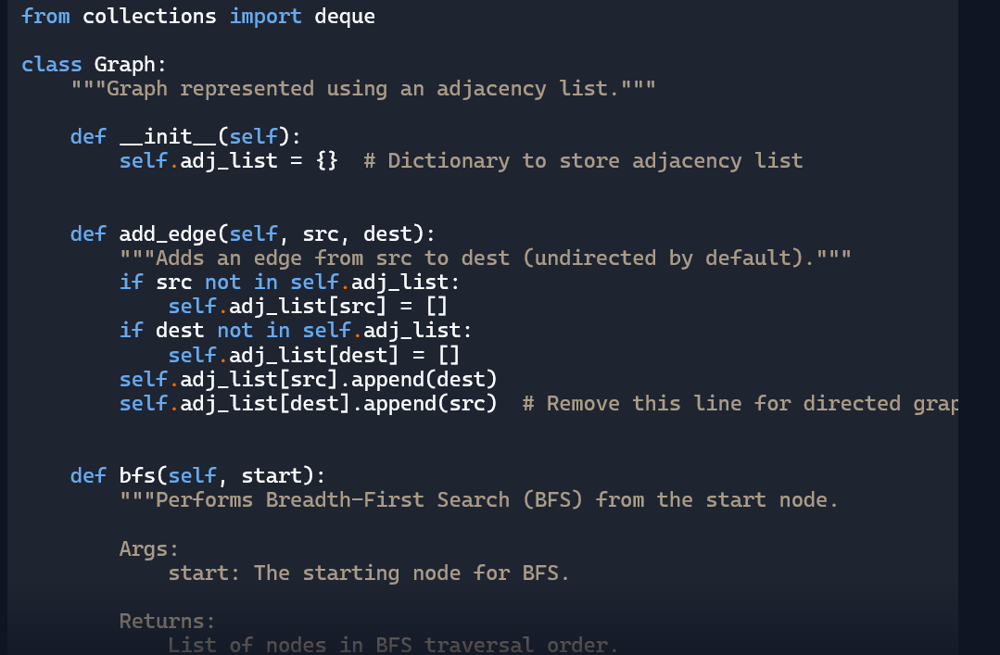 from collections import deque
class Graph:
    """Graph represented using an adjacency list."""
    def __init__(self):
        self.adj_list = {}  # Dictionary to store adjacency list
    def add_edge(self, src, dest):
        """Adds an edge from src to dest (undirected by default)."""
        if src not in self.adj_list:
            self.adj_list[src] = []
        if dest not in self.adj_list:
            self.adj_list[dest] = []
        self.adj_list[src].append(dest)
        self.adj_list[dest].append(src)  # Remove this line for directed
    def bfs(self, start):
        """Performs Breadth-First Search (BFS) from the start node.
        Args:
            start: The starting node for BFS.
        Returns:
            List of nodes in BFS traversal order.